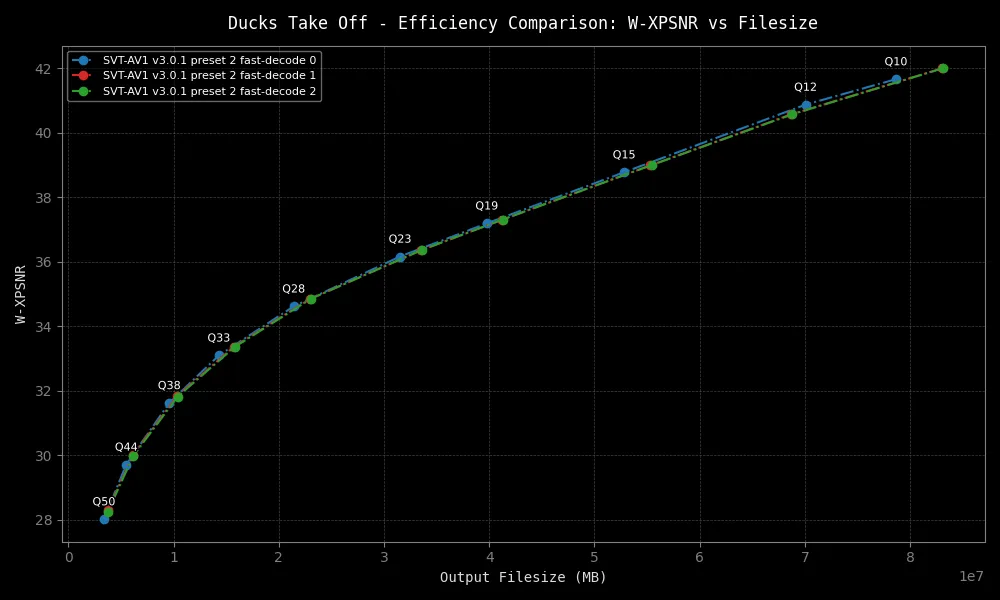 Ducks Take Off - Efficiency Comparison: W-XPSNR vs Filesize
SVT-AV1 v3.0.1 preset 2 fast-decode 0
SVT-AV1 v3.0.1 preset 2 fast-decode 1
SVT-AV1 v3.0.1 preset 2 fast-decode 2
Q10
Q12
Q15
Q19
Q23
Q28
Q33
Q38
Q44
Q50
W-XPSNR
42
40
38
36
34
32
30
28
0 1 2 3 4 5 6 7 8
1e7
Output Filesize (MB)